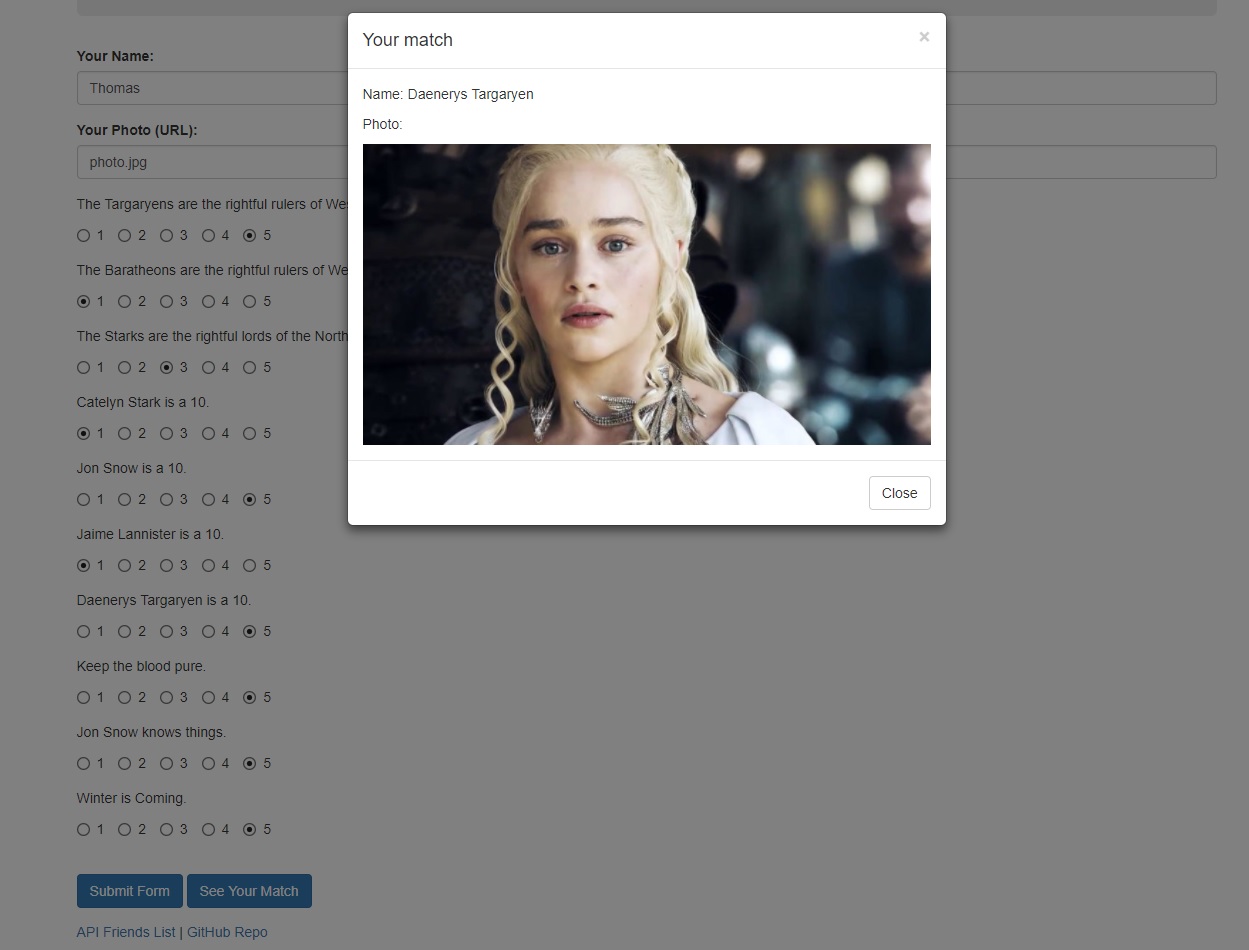 Your match ×
Name: Daenerys Targaryen
Photo:
Close
Your Name:
Thomas
Your Photo (URL):
photo.jpg
The Targaryens are the rightful rulers of
1 2 3 4 5
The Baratheons are the rightful rulers of
1 2 3 4 5
The Starks are the rightful lords of the North
1 2 3 4 5
Catelyn Stark is a 10.
1 2 3 4 5
Jon Snow is a 10.
1 2 3 4 5
Jaime Lannister is a 10.
1 2 3 4 5
Daenerys Targaryen is a 10.
1 2 3 4 5
Keep the blood pure.
1 2 3 4 5
Jon Snow knows things.
1 2 3 4 5
Winter is Coming.
1 2 3 4 5
Submit Form See Your Match
API Friends List | GitHub Repo